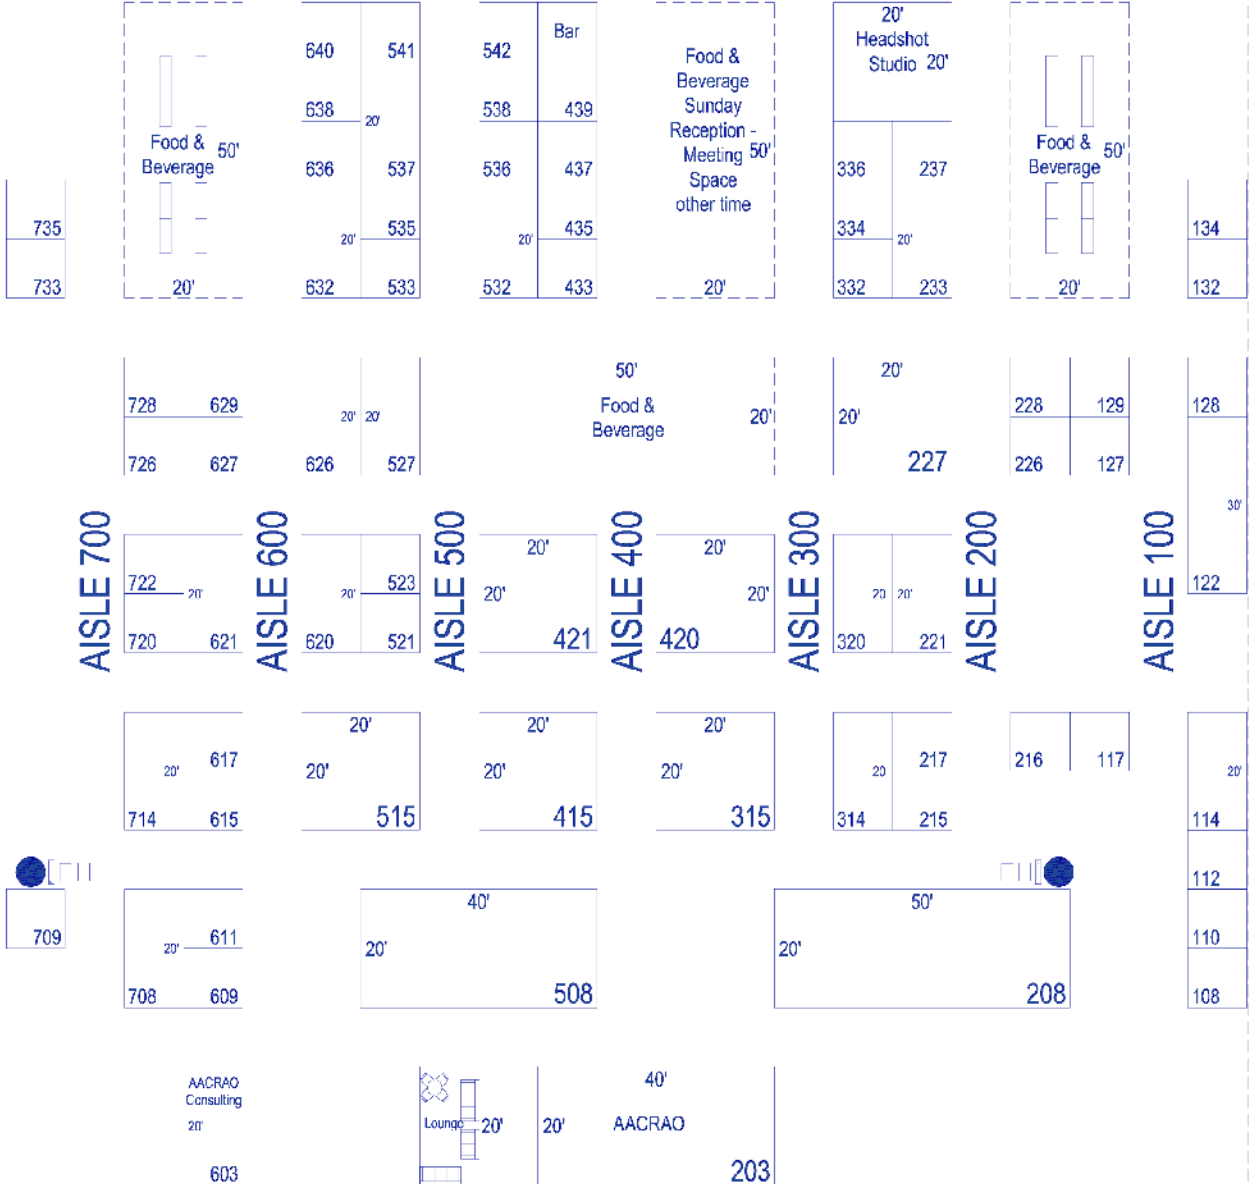 20'
Bar
Headshot
640 541 542 Food &
Studio 20'
Beverage
638 538 439 Sunday
20'
Reception -
Food & 50' Meeting 50' Food & 50'
Beverage 636 537 536 437 Space 336 237 Beverage
other time
735 535 435 334 134
20' 20' 20'
733 20' 632 533 532 433 20' 332 233 20' 132
50' 20'
728 629 Food & 228 129 128
20' 20' Beverage 20' 20'
726 627 626 527 227 226 127
30'
AISLE 700 AISLE 600 AISLE 500 AISLE 400 AISLE 300 AISLE 200 AISLE 100
20' 20'
722 523 122
20' 20' 20' 20' 20 20'
720 621 620 521 421 420 320 221
20' 20' 20'
617 217 216 117
20' 20' 20' 20' 20 20'
714 615 515 415 315 314 215 114
112
40' 50'
709 611 110
20' 20' 20'
708 609 508 208 108
AACRAO 40'
Consulting
20' Lounge 20' 20' AACRAO
603 203